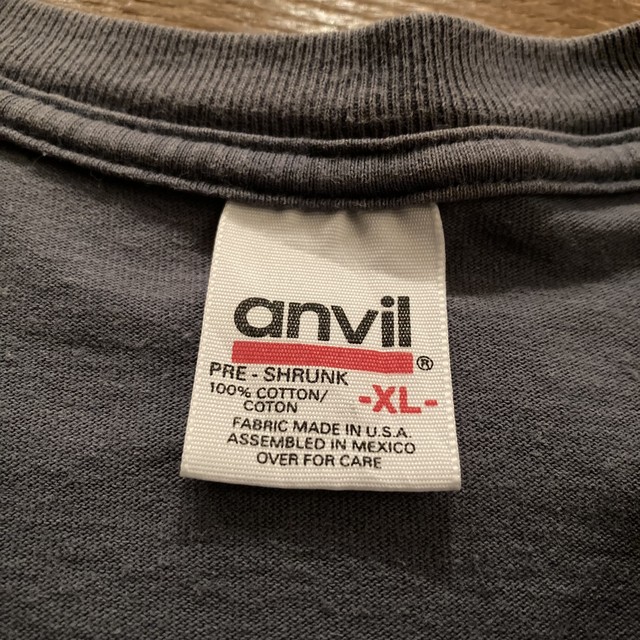 anvil®
PRE - SHRUNK
100% COTTON/
COTON
-XL-
FABRIC MADE IN U.S.A.
ASSEMBLED IN MEXICO
OVER FOR CARE